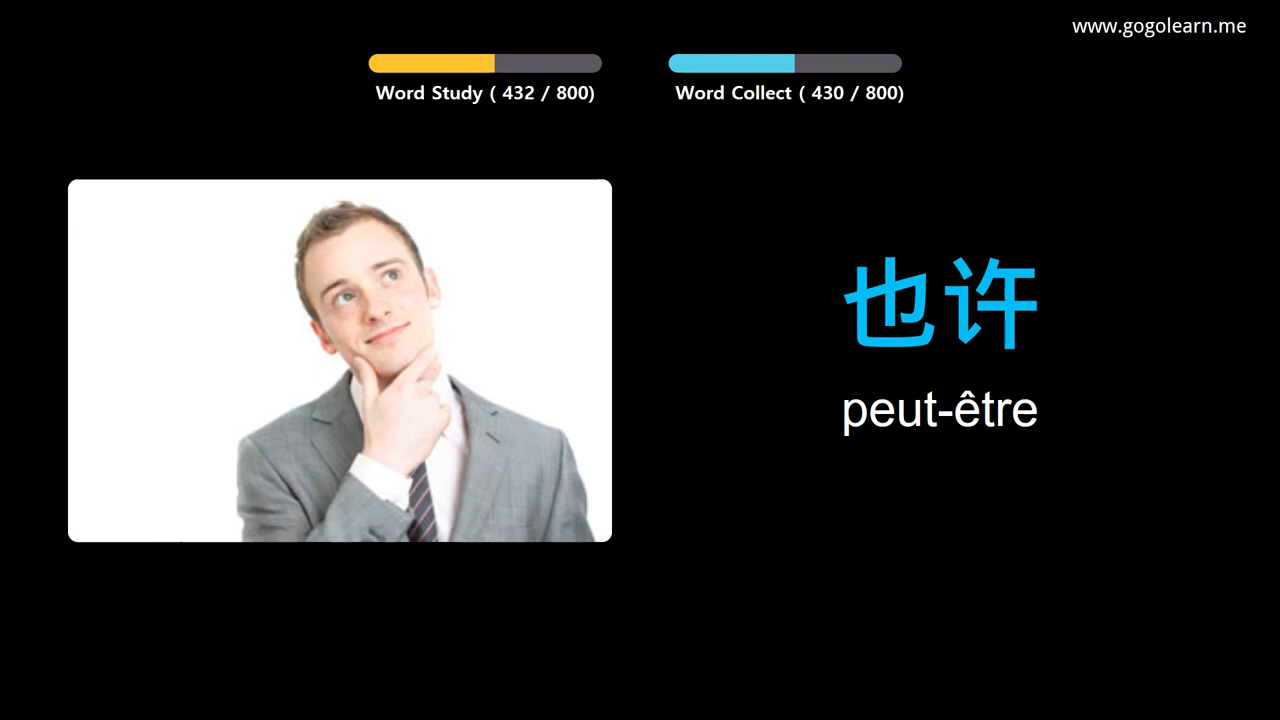 www.gogolearn.me
Word Study ( 432 / 800)
Word Collect ( 430 / 800)
也许
peut-être